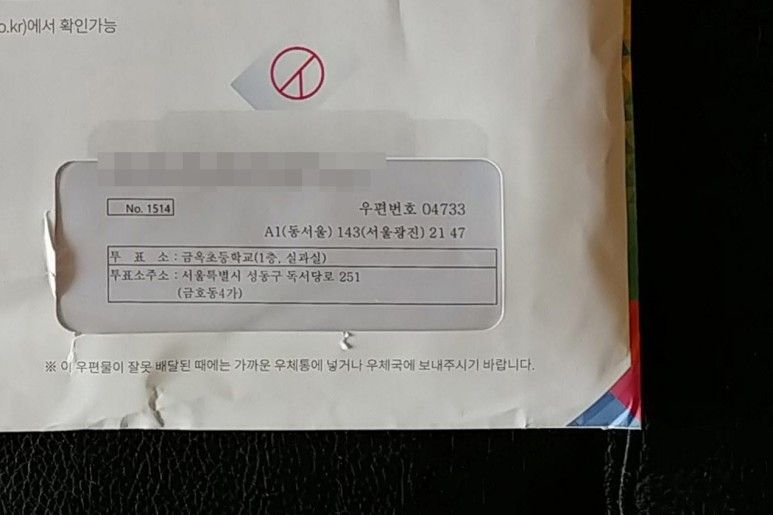 o.kr)에서 확인가능
No. 1514
우편번호 04733
A1(동서울) 143(서울광진) 21 47
투 표 소 : 금옥초등학교(1층, 실과실)
투표소주소 : 서울특별시 성동구 독서당로 251
(금호동4가)
※ 이 우편물이 잘못 배달된 때에는 가까운 우체통에 넣거나 우체국에 보내주시기 바랍니다.